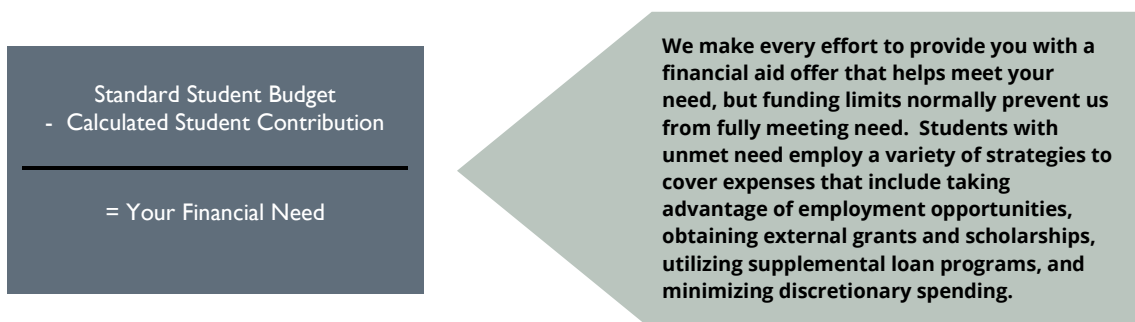 Standard Student Budget
- Calculated Student Contribution
= Your Financial Need
We make every effort to provide you with a
financial aid offer that helps meet your
need, but funding limits normally prevent us
from fully meeting need.  Students with
unmet need employ a variety of strategies to
cover expenses that include taking
advantage of employment opportunities,
obtaining external grants and scholarships,
utilizing supplemental loan programs, and
minimizing discretionary spending.